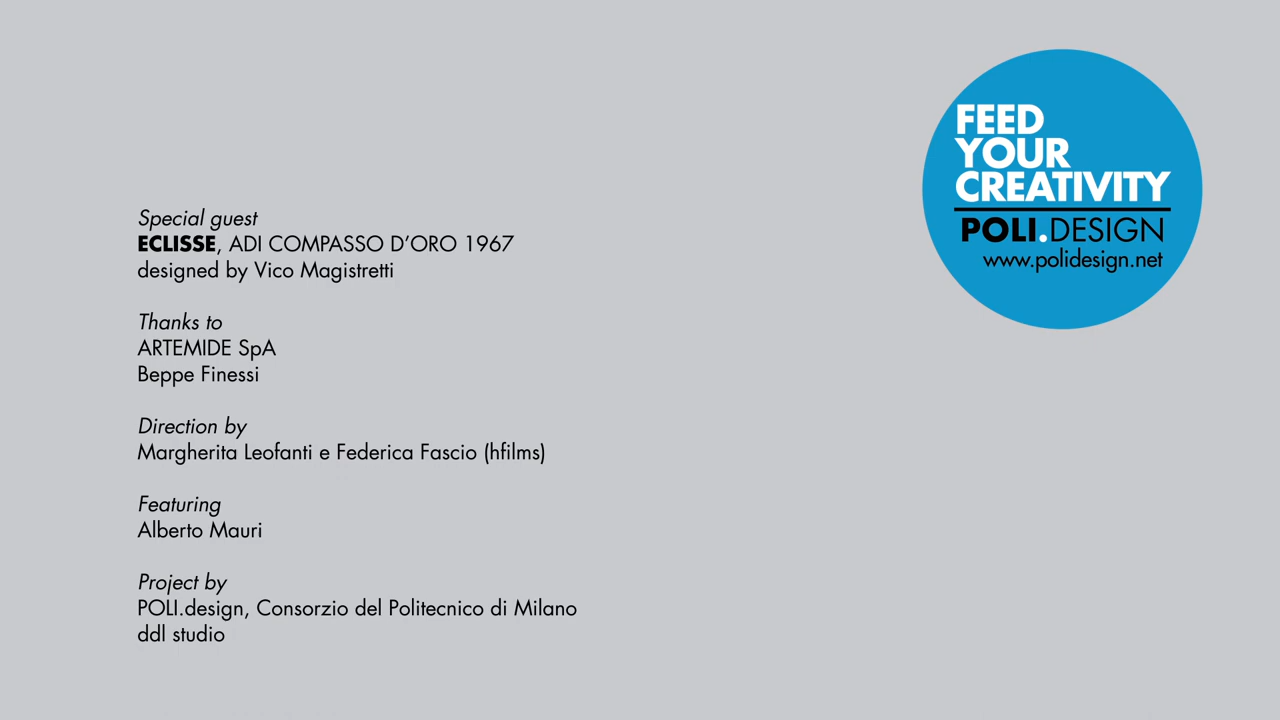 Special guest
ECLISSE, ADI COMPASSO D'ORO 1967
designed by Vico Magistretti
Thanks to
ARTEMIDE SpA
Beppe Finessi
Direction by
Margherita Leofanti e Federica Fascio (hfilms)
Featuring
Alberto Mauri
Project by
POLI.design, Consorzio del Politecnico di Milano
ddl studio
FEED
YOUR
CREATIVITY
POLI.DESIGN
www.polidesign.net